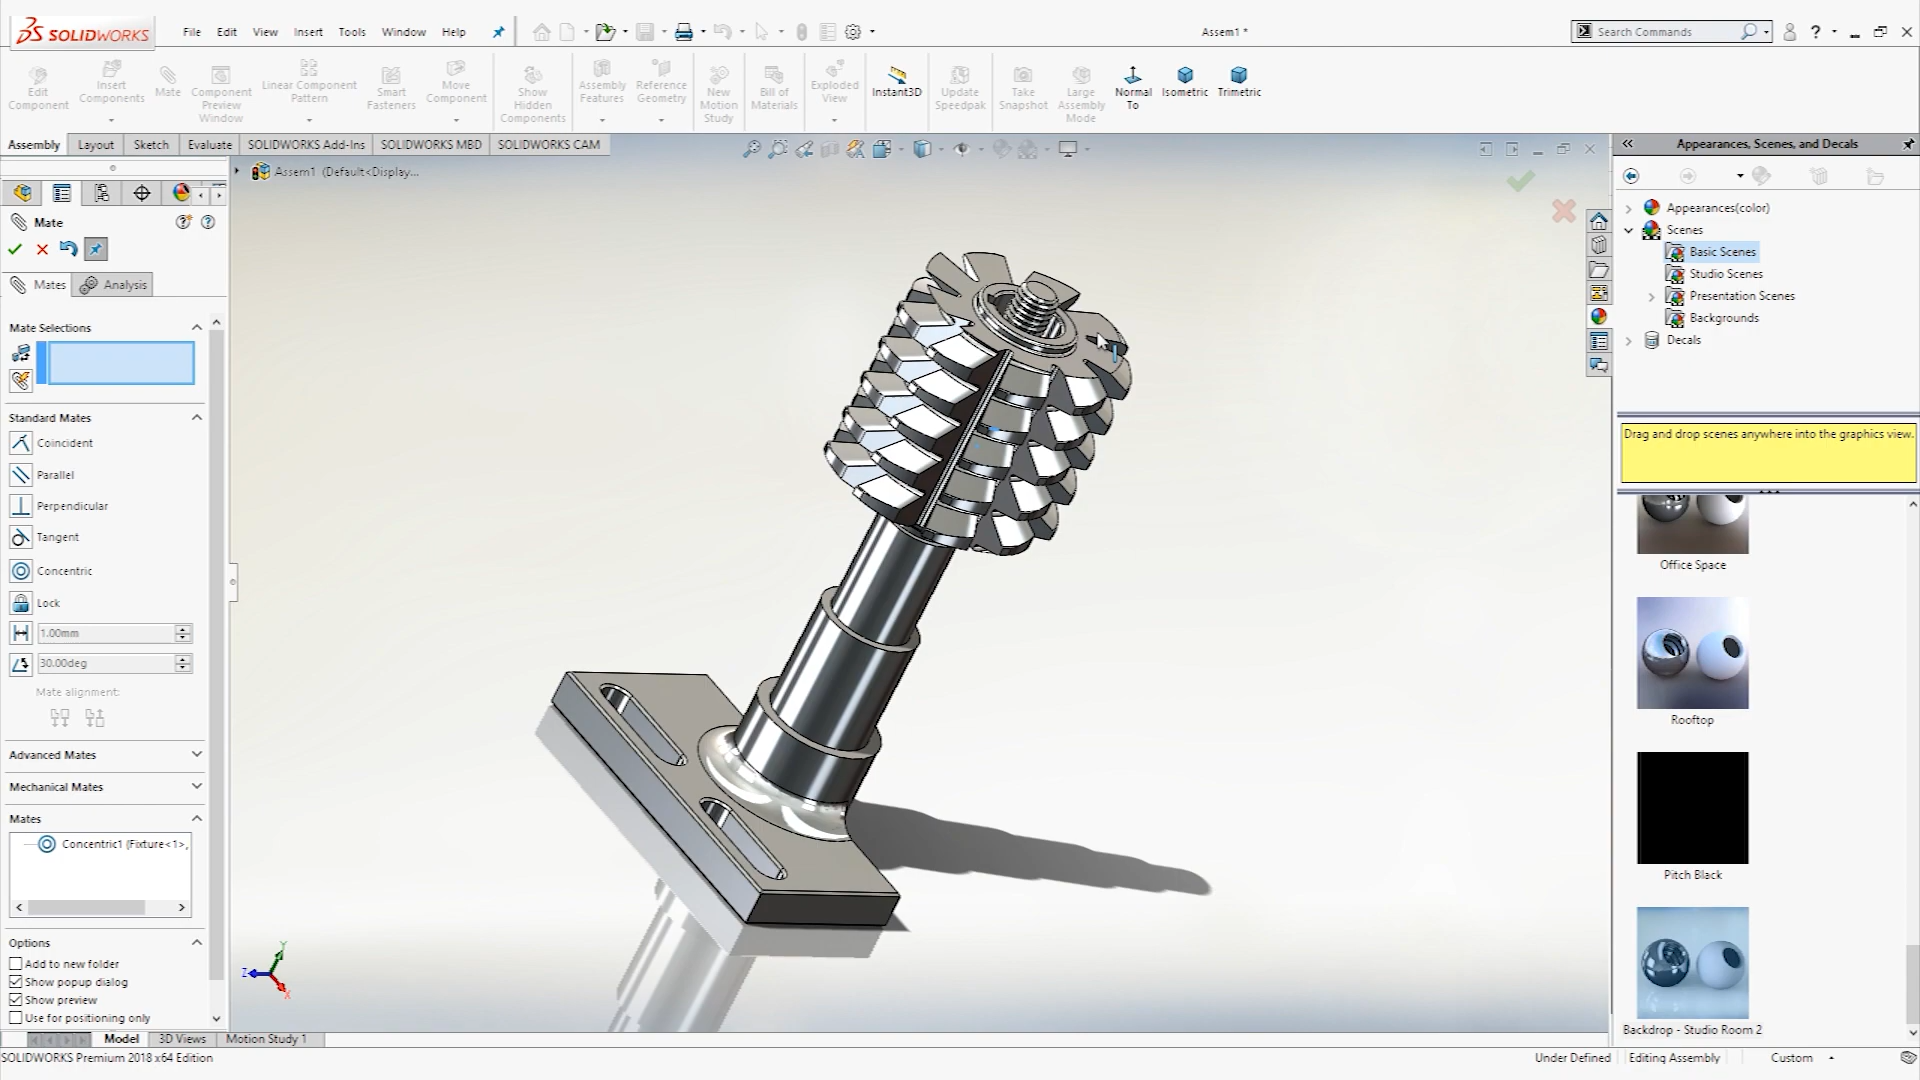 SOLIDWORKS
File Edit View Insert Tools Window Help
Assem1 *
Search Commands
Edit Component
Insert Components
Mate
Component Preview Window
Linear Component Pattern
Smart Fasteners
Move Component
Show Hidden Components
Assembly Features
Reference Geometry
New Motion Study
Bill of Materials
Exploded View
Instant3D
Update Speedpak
Take Snapshot
Large Assembly Mode
Normal To
Isometric
Trimetric
Assembly Layout Sketch Evaluate SOLIDWORKS Add-Ins SOLIDWORKS MBD SOLIDWORKS CAM
Assem1 (Default<Display...
Mate
Mates Analysis
Mate Selections
Standard Mates
Coincident
Parallel
Perpendicular
Tangent
Concentric
Lock
1.00mm
30.00deg
Mate alignment:
Advanced Mates
Mechanical Mates
Mates
Concentric1 (Fixture<1>,
Options
Add to new folder
Show popup dialog
Show preview
Use for positioning only
Y
Z
X
Appearances, Scenes, and Decals
Appearances(color)
Scenes
Basic Scenes
Studio Scenes
Presentation Scenes
Backgrounds
Decals
Drag and drop scenes anywhere into the graphics view.
Office Space
Rooftop
Pitch Black
Backdrop - Studio Room 2
Model 3D Views Motion Study 1
SOLIDWORKS Premium 2018 x64 Edition
Under Defined Editing Assembly Custom